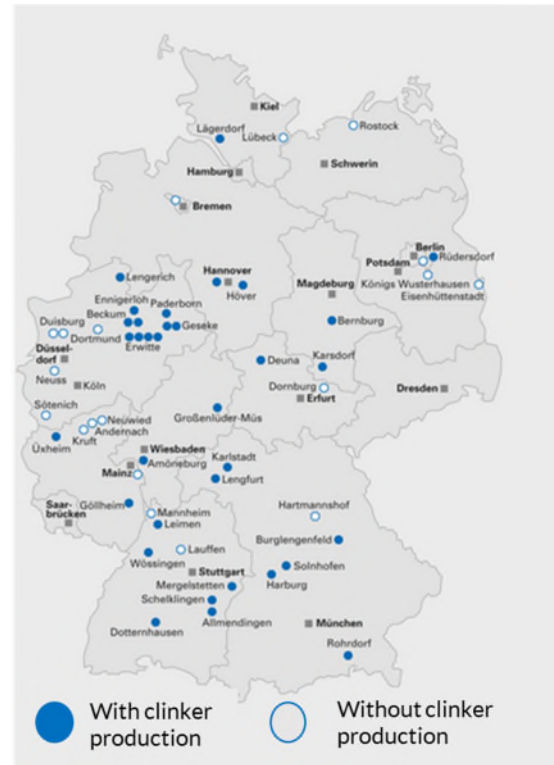 Kiel
Rostock
Lägerdorf
Lübeck
Schwerin
Hamburg
Bremen
Berlin
Rüdersdorf
Potsdam
Königs Wusterhausen
Eisenhüttenstadt
Lengerich
Hannover
Höver
Magdeburg
Ennigerloh
Paderborn
Beckum
Geseke
Duisburg
Dortmund
Erwitte
Bernburg
Düssel-
dorf
Neuss
Köln
Deuna
Karsdorf
Dornburg
Erfurt
Dresden
Sötenich
Großenlüder-Müs
Neuwied
Andernach
Kruft
Üxheim
Wiesbaden
Amöneburg
Mainz
Karlstadt
Lengfurt
Saar-
brücken
Göllheim
Mannheim
Leimen
Hartmannshof
Burglengenfeld
Lauffen
Wössingen
Solnhofen
Harburg
Stuttgart
Mergelstetten
Schelklingen
Allmendingen
Dotternhausen
München
Rohrdorf
With clinker
production
Without clinker
production